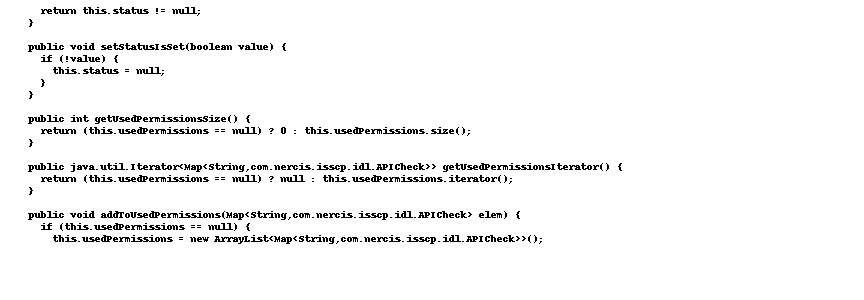 return this.status != null;
}
public void setStatusIsSet(boolean value) {
if (!value) {
this.status = null;
}
}
public int getUsedPermissionsSize() {
return (this.usedPermissions == null) ? 0 : this.usedPermissions.size();
}
public java.util.Iterator<Map<String,com.nercis.isscp.idl.APICheck>> getUsedPermissionsIterator() {
return (this.usedPermissions == null) ? null : this.usedPermissions.iterator();
}
public void addToUsedPermissions(Map<String,com.nercis.isscp.idl.APICheck> elem) {
if (this.usedPermissions == null) {
this.usedPermissions = new ArrayList<Map<String,com.nercis.isscp.idl.APICheck>>();